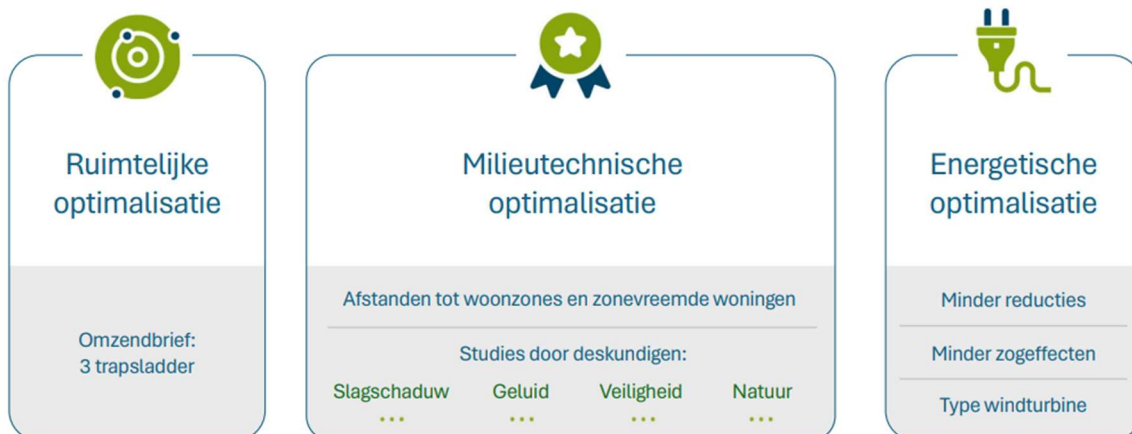 Ruimtelijke
optimalisatie
Omzendbrief:
3 trapsladder
Milieutechnische
optimalisatie
Afstanden tot woonzones en zonevreemde woningen
Studies door deskundigen:
Slagschaduw Geluid Veiligheid Natuur
... ... ... ...
Energetische
optimalisatie
Minder reducties
Minder zogeffecten
Type windturbine